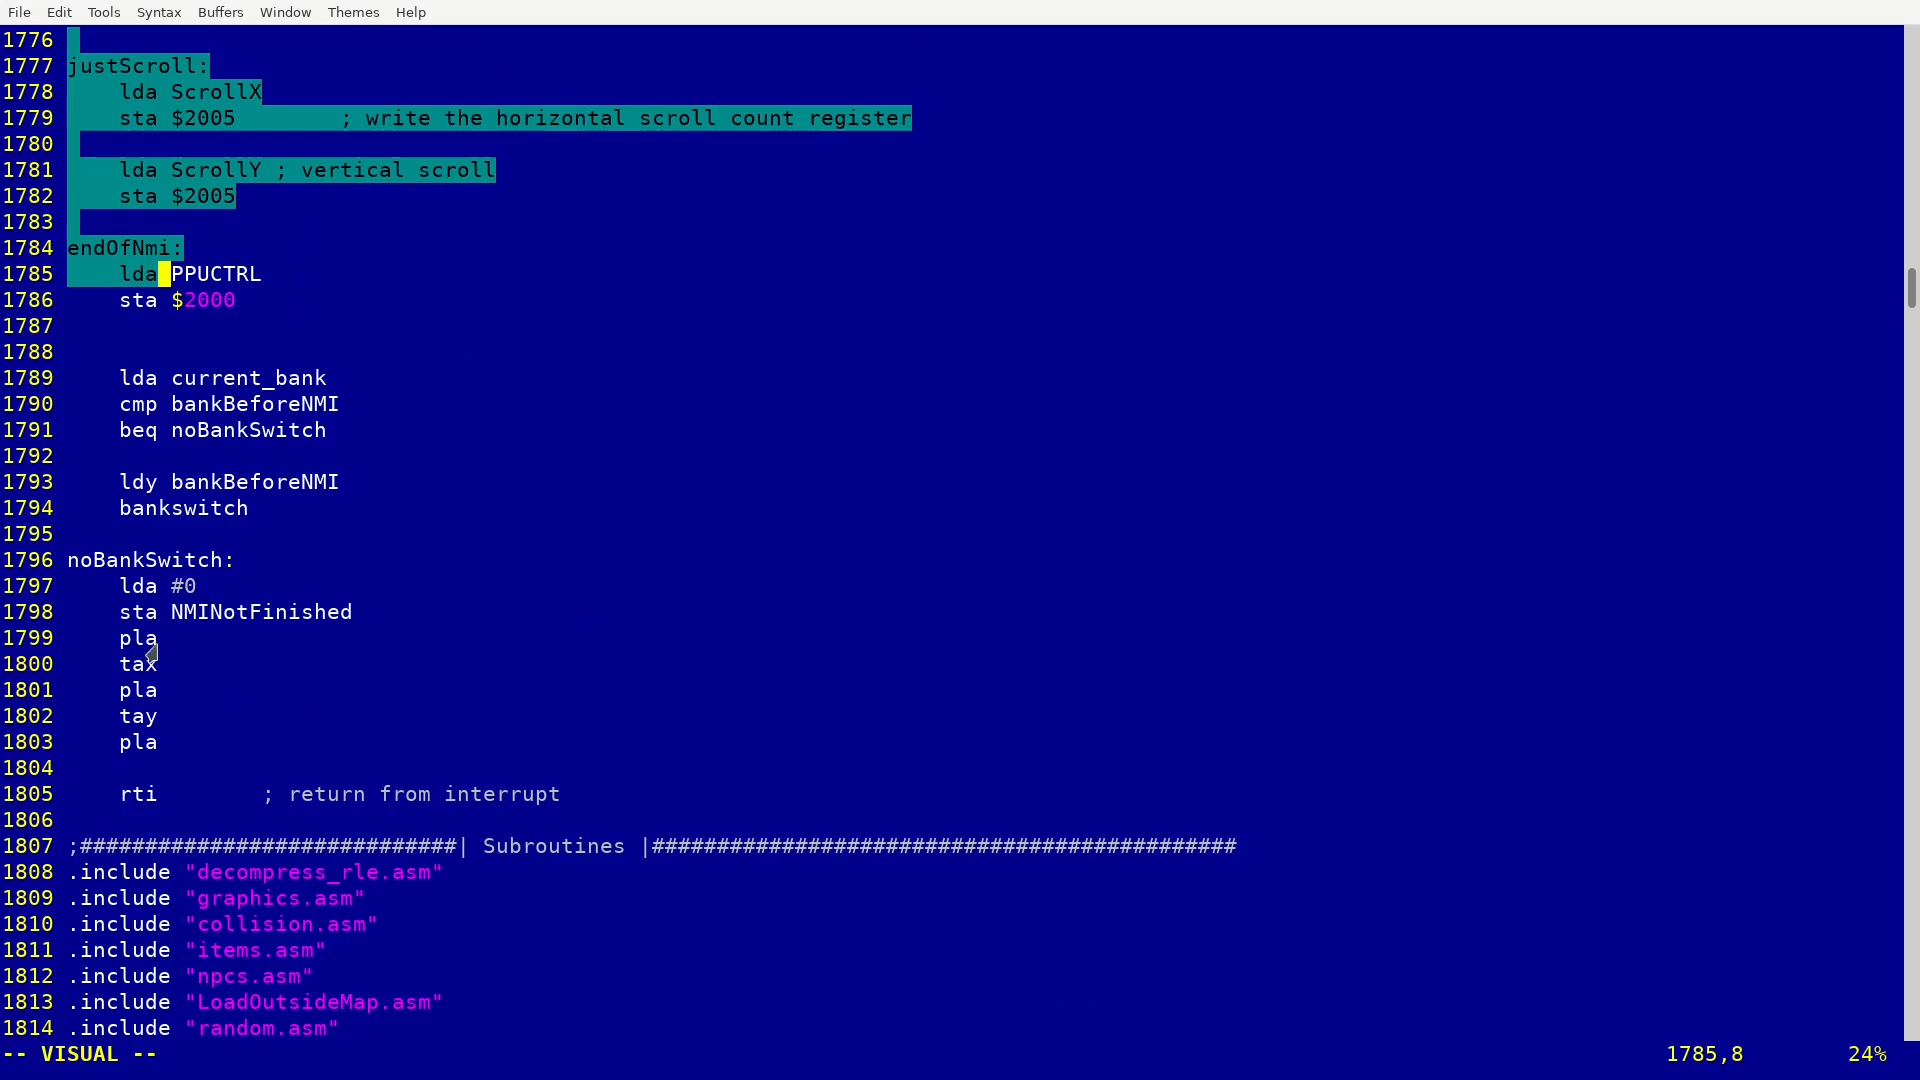 File Edit Tools Syntax Buffers Window Themes Help
1776
1777 justScroll:
1778     lda ScrollX
1779     sta $2005        ; write the horizontal scroll count register
1780
1781     lda ScrollY ; vertical scroll
1782     sta $2005
1783
1784 endOfNmi:
1785     lda PPUCTRL
1786     sta $2000
1787
1788
1789     lda current_bank
1790     cmp bankBeforeNMI
1791     beq noBankSwitch
1792
1793     ldy bankBeforeNMI
1794     bankswitch
1795
1796 noBankSwitch:
1797     lda #0
1798     sta NMINotFinished
1799     pla
1800     tax
1801     pla
1802     tay
1803     pla
1804
1805     rti        ; return from interrupt
1806
1807 ;#############################| Subroutines |#############################################
1808 .include "decompress_rle.asm"
1809 .include "graphics.asm"
1810 .include "collision.asm"
1811 .include "items.asm"
1812 .include "npcs.asm"
1813 .include "LoadOutsideMap.asm"
1814 .include "random.asm"
-- VISUAL -- 1785,8 24%